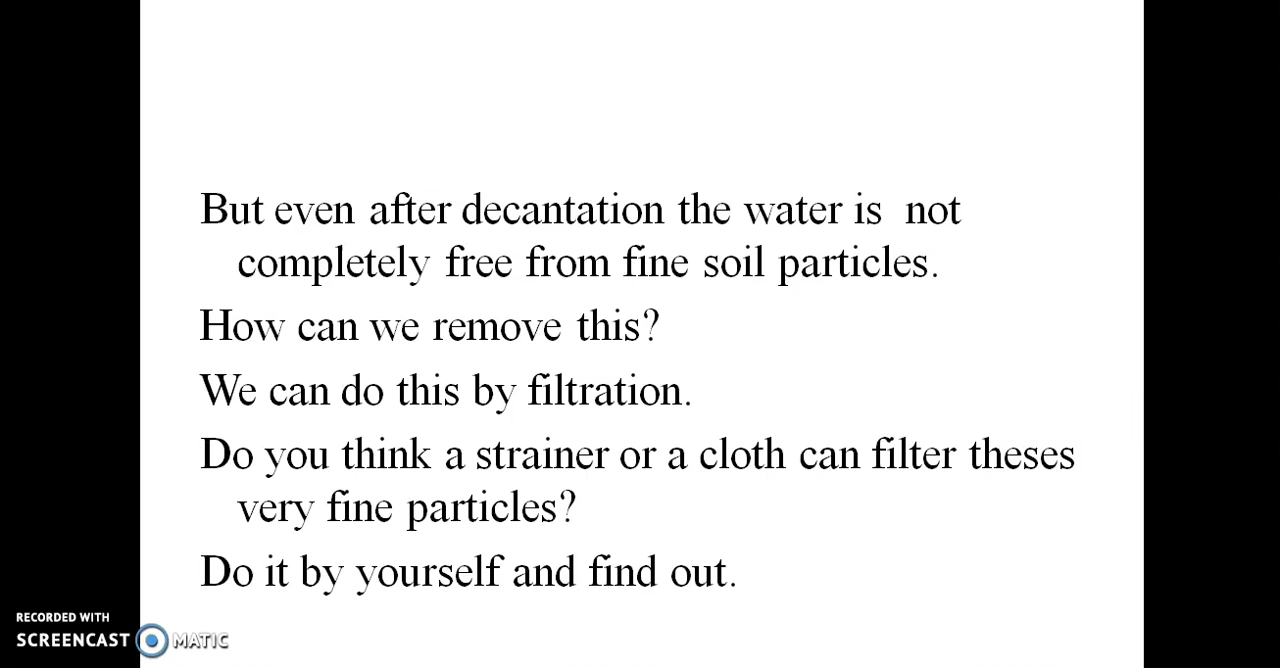 But even after decantation the water is  not
completely free from fine soil particles.
How can we remove this?
We can do this by filtration.
Do you think a strainer or a cloth can filter theses
very fine particles?
Do it by yourself and find out.
RECORDED WITH
SCREENCAST MATIC